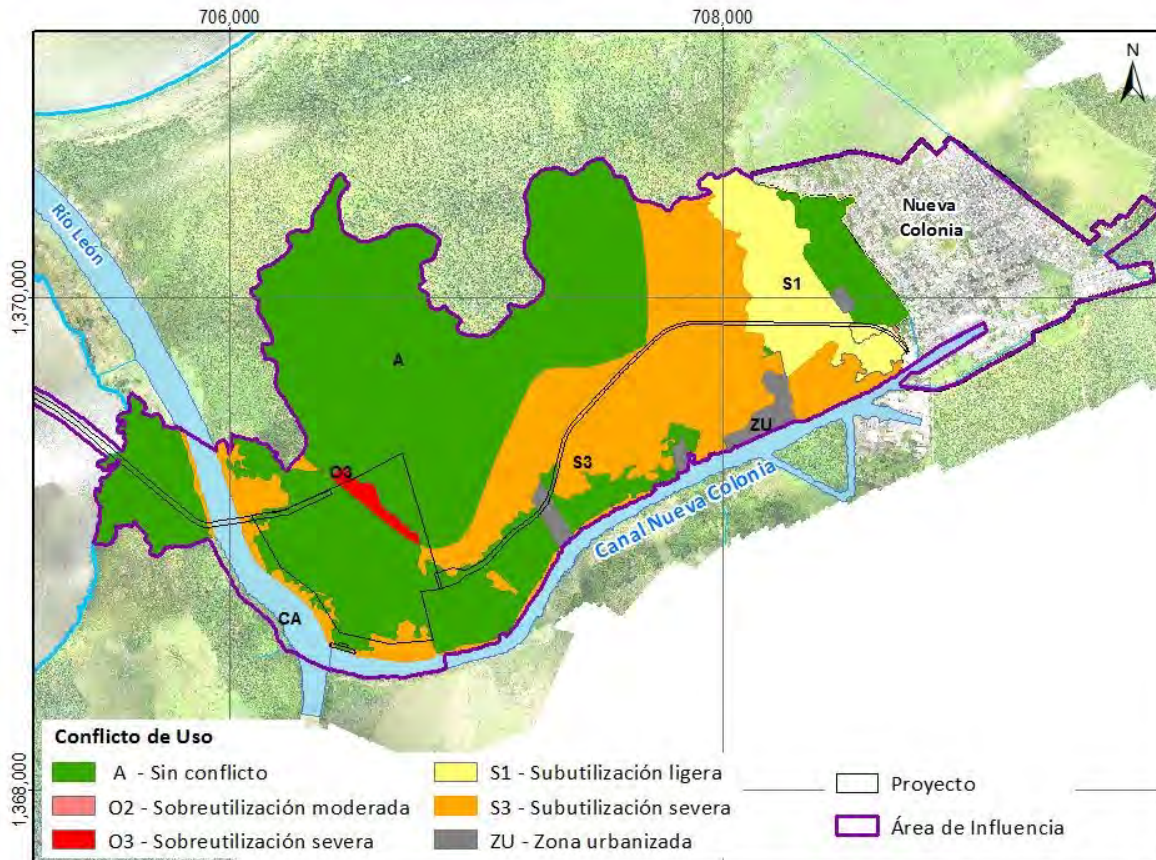 706,000
708,000
N
Nueva
Colonia
Río León
1,370,000
S1
A
O3
S3
ZU
Canal Nueva Colonia
CA
1,368,000
Conflicto de Uso
A - Sin conflicto
O2 - Sobreutilización moderada
O3 - Sobreutilización severa
S1 - Subutilización ligera
S3 - Subutilización severa
ZU - Zona urbanizada
Proyecto
Área de Influencia